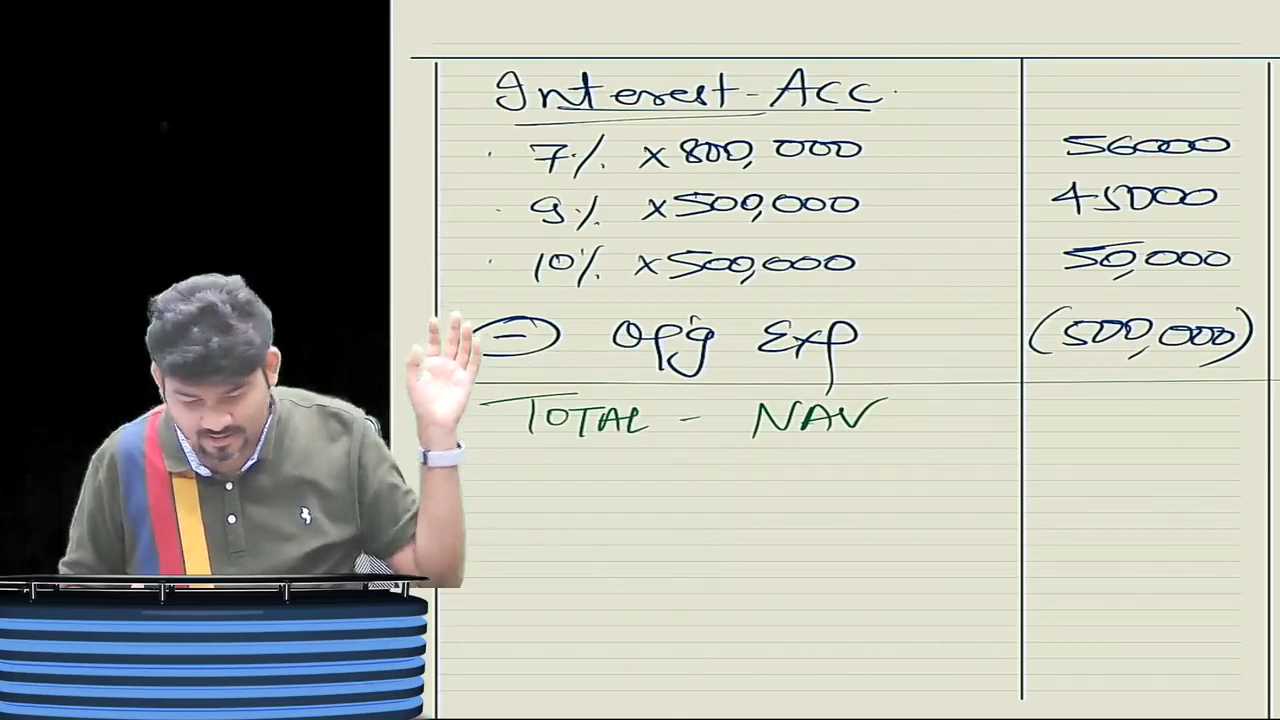 Interest Acc.
· 7% × 800,000 56000
· 9% × 500,000 45000
· 10% × 500,000 50,000
(-) Op'g Exp (500,000)
TOTAL - NAV